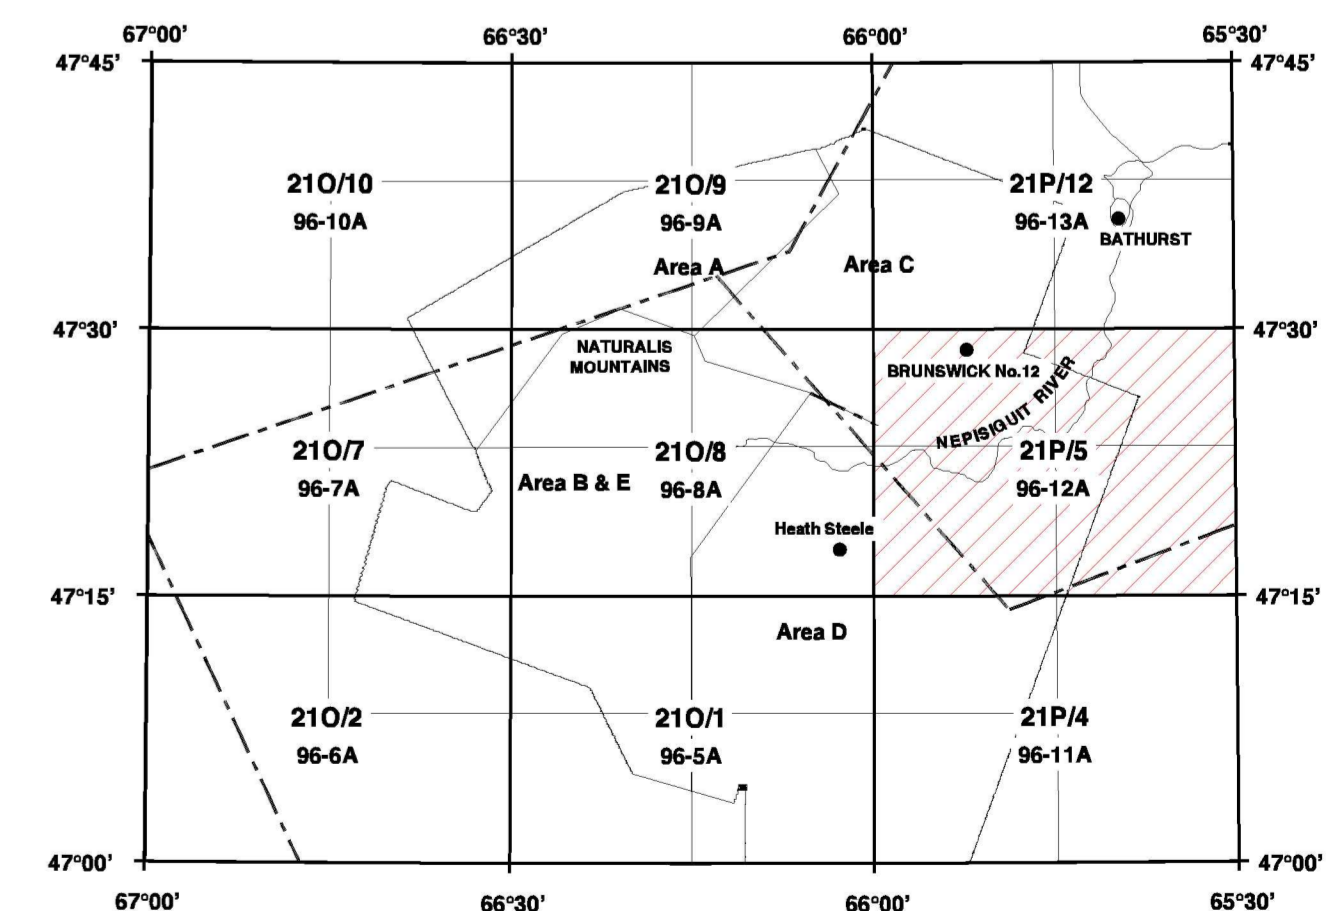 67°00' 66°30' 66°00' 65°30'
47°45' 47°45'
21O/10 21O/9 21P/12
96-10A 96-9A 96-13A
BATHURST
Area A Area C
47°30' 47°30'
NATURALIS
MOUNTAINS
BRUNSWICK No.12
NEPISIQUIT RIVER
21O/7 21O/8 21P/5
96-7A Area B & E 96-8A 96-12A
Heath Steele
47°15' 47°15'
Area D
21O/2 21O/1 21P/4
96-6A 96-5A 96-11A
47°00' 47°00'
67°00' 66°30' 66°00' 65°30'